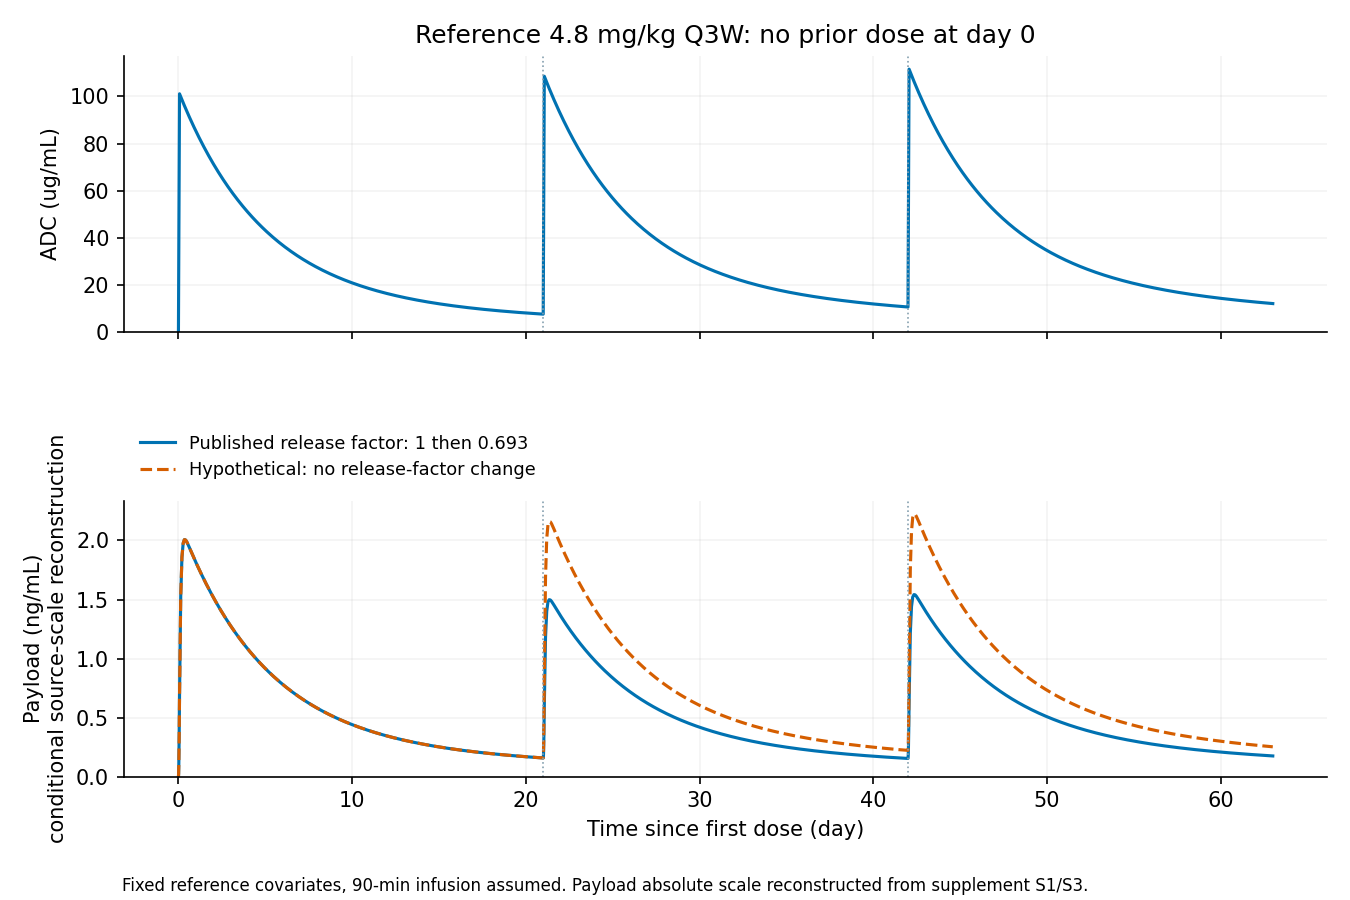 Reference 4.8 mg/kg Q3W: no prior dose at day 0
ADC (ug/mL)
100
80
60
40
20
0
Published release factor: 1 then 0.693
Hypothetical: no release-factor change
Payload (ng/mL)
conditional source-scale reconstruction
2.0
1.5
1.0
0.5
0.0
0 10 20 30 40 50 60
Time since first dose (day)
Fixed reference covariates, 90-min infusion assumed. Payload absolute scale reconstructed from supplement S1/S3.